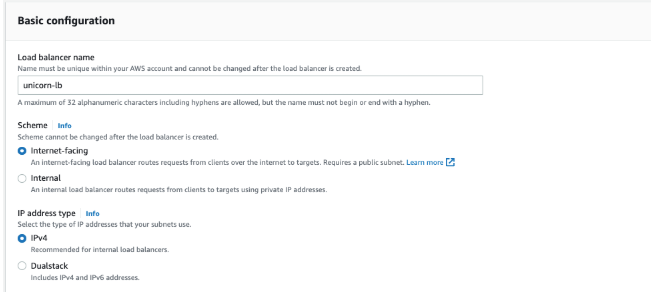 Basic configuration
Load balancer name
Name must be unique within your AWS account and cannot be changed after the load balancer is created.
unicorn-lb
A maximum of 32 alphanumeric characters including hyphens are allowed, but the name must not begin or end with a hyphen.
Scheme Info
Scheme cannot be changed after the load balancer is created.
Internet-facing
An internet-facing load balancer routes requests from clients over the internet to targets. Requires a public subnet. Learn more
Internal
An internal load balancer routes requests from clients to targets using private IP addresses.
IP address type Info
Select the type of IP addresses that your subnets use.
IPv4
Recommended for internal load balancers.
Dualstack
Includes IPv4 and IPv6 addresses.